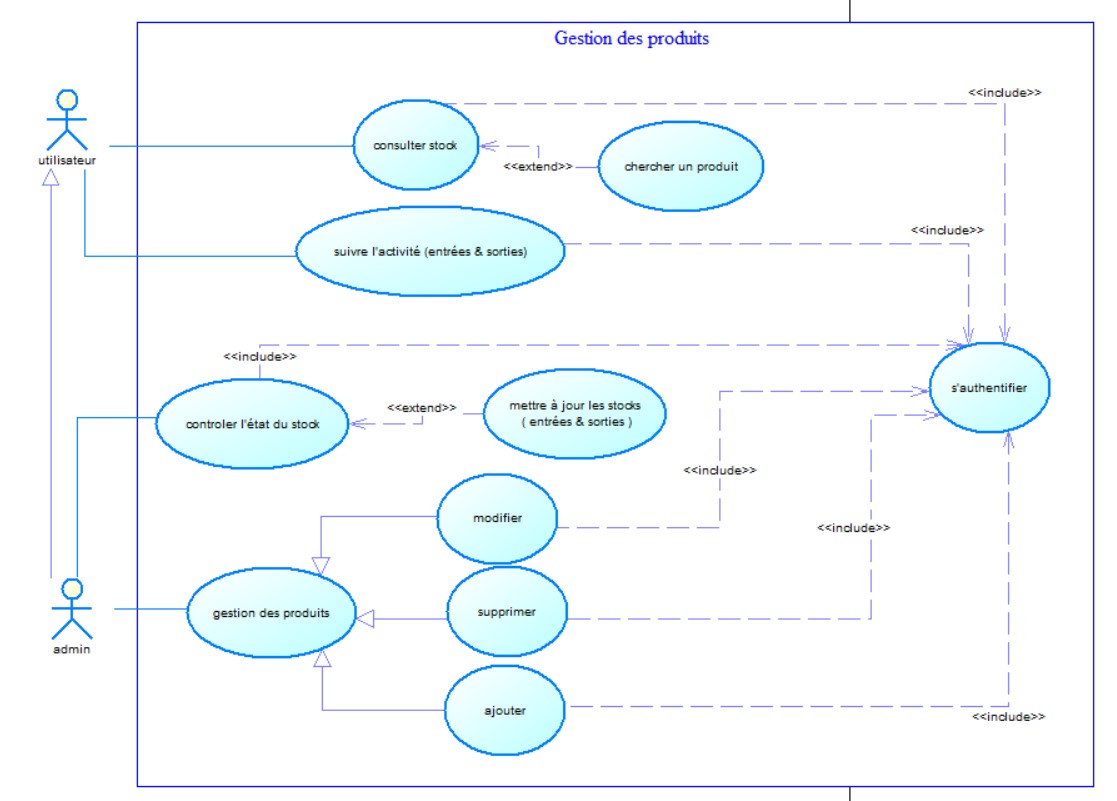 Gestion des produits
<<include>>
utilisateur
consulter stock
<<extend>>
chercher un produit
<<include>>
suivre l'activité (entrées & sorties)
<<include>>
s'authentifier
controler l'état du stock
<<extend>>
mettre à jour les stocks
( entrées & sorties )
<<include>>
modifier
<<include>>
gestion des produits
supprimer
admin
ajouter
<<include>>